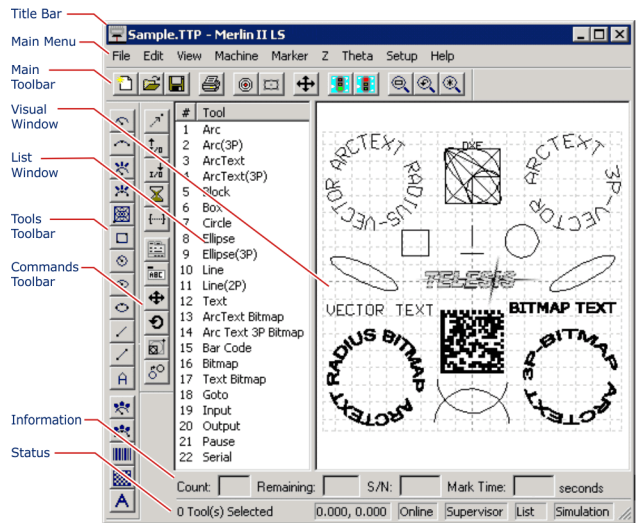 Title Bar
Sample.TTP - Merlin II LS
Main Menu
File Edit View Machine Marker Z Theta Setup Help
Main
Toolbar
Visual
Window
List
Window
Tools
Toolbar
Commands
Toolbar
Information
Status
# Tool
1 Arc
2 Arc(3P)
3 ArcText
4 ArcText(3P)
5 Block
6 Box
7 Circle
8 Ellipse
9 Ellipse(3P)
10 Line
11 Line(2P)
12 Text
13 ArcText Bitmap
14 Arc Text 3P Bitmap
15 Bar Code
16 Bitmap
17 Text Bitmap
18 Goto
19 Input
20 Output
21 Pause
22 Serial
1/0
1/0
ABC
A
A
ARCTEXT RADIUS-VECTOR
DXF
ARCTEXT 3P-VECTOR
TELESIS
VECTOR TEXT
BITMAP TEXT
RADIUS BITMAP ARCTEXT
3P-BITMAP ARCTEXT
Count: Remaining: S/N: Mark Time: seconds
0 Tool(s) Selected 0.000, 0.000 Online Supervisor List Simulation